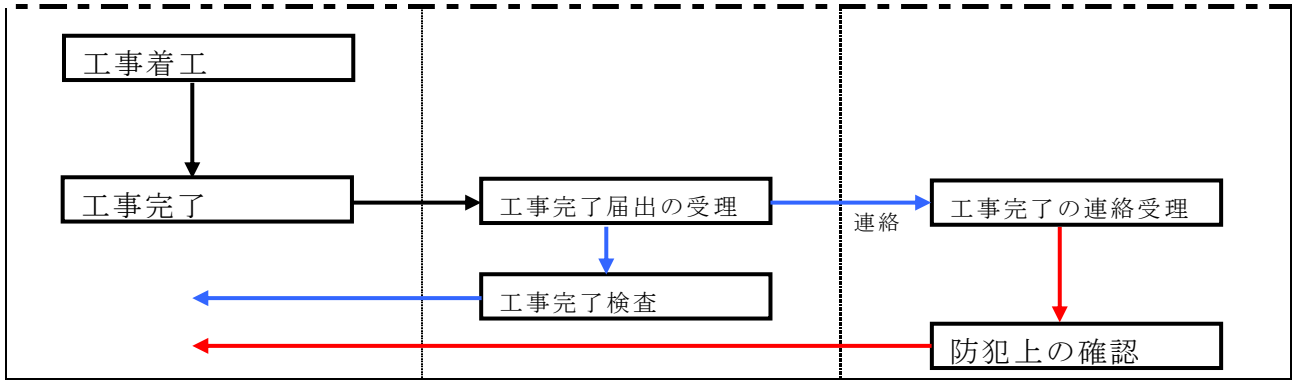 工事着工
工事完了
工事完了届出の受理
連絡
工事完了の連絡受理
工事完了検査
防犯上の確認